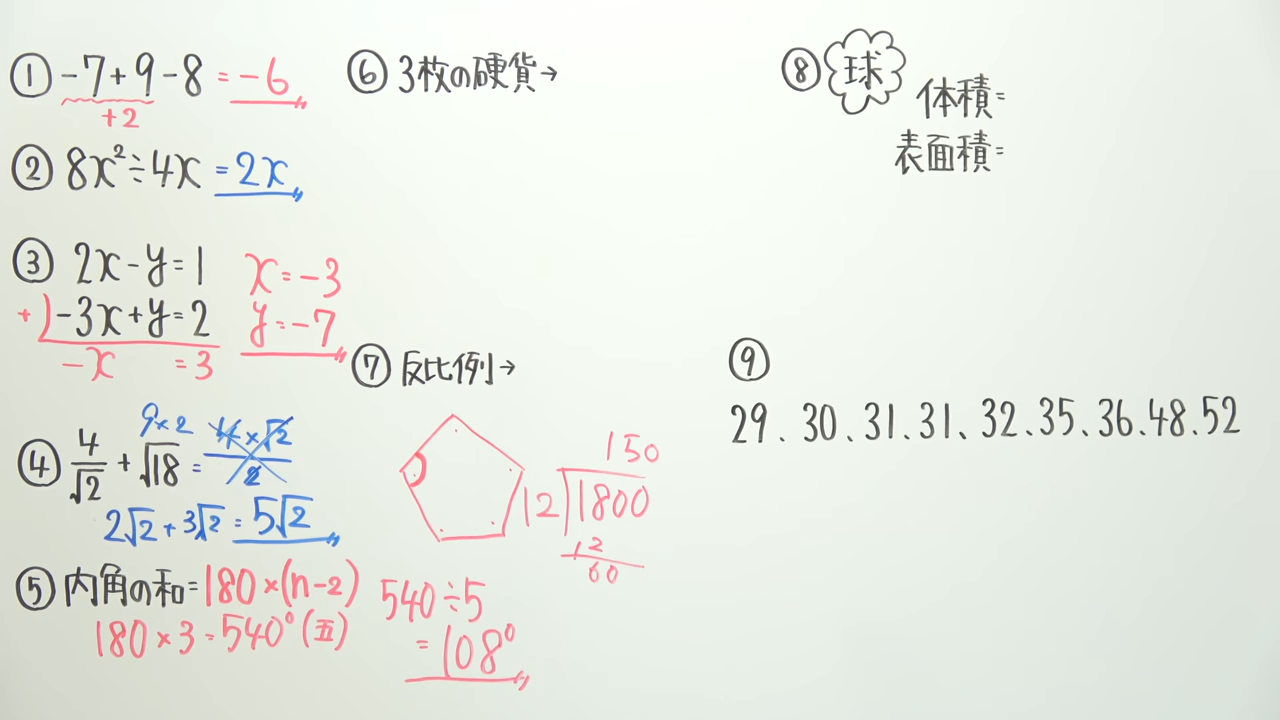 ① -7+9-8=-6
+2
② 8x²÷4x=2x
③ 2x-y=1
+) -3x+y=2
-x =3
x=-3
y=-7
9×2
④ 4/√2+√18=4×√2/2
2√2+3√2=5√2
⑤ 内角の和=180×(n-2)
180×3=540°(五)
⑥ 3枚の硬貨→
⑦ 反比例→
150
12)1800
12
60
540÷5
=108°
⑧ 球
体積=
表面積=
⑨
29、30、31、31、32、35、36、48、52